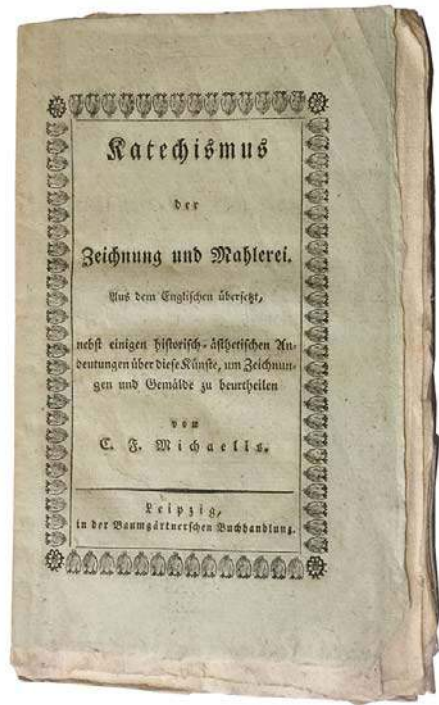 Katechismus
der
Zeichnung und Mahlerei.
Aus dem Englischen übersetzt,
nebst einigen historisch-ästhetischen An-
deutungen über diese Künste, um Zeichnun-
gen und Gemälde zu beurtheilen
von
C. F. Michaelis.
Leipzig,
in der Baumgärtnerschen Buchhandlung.